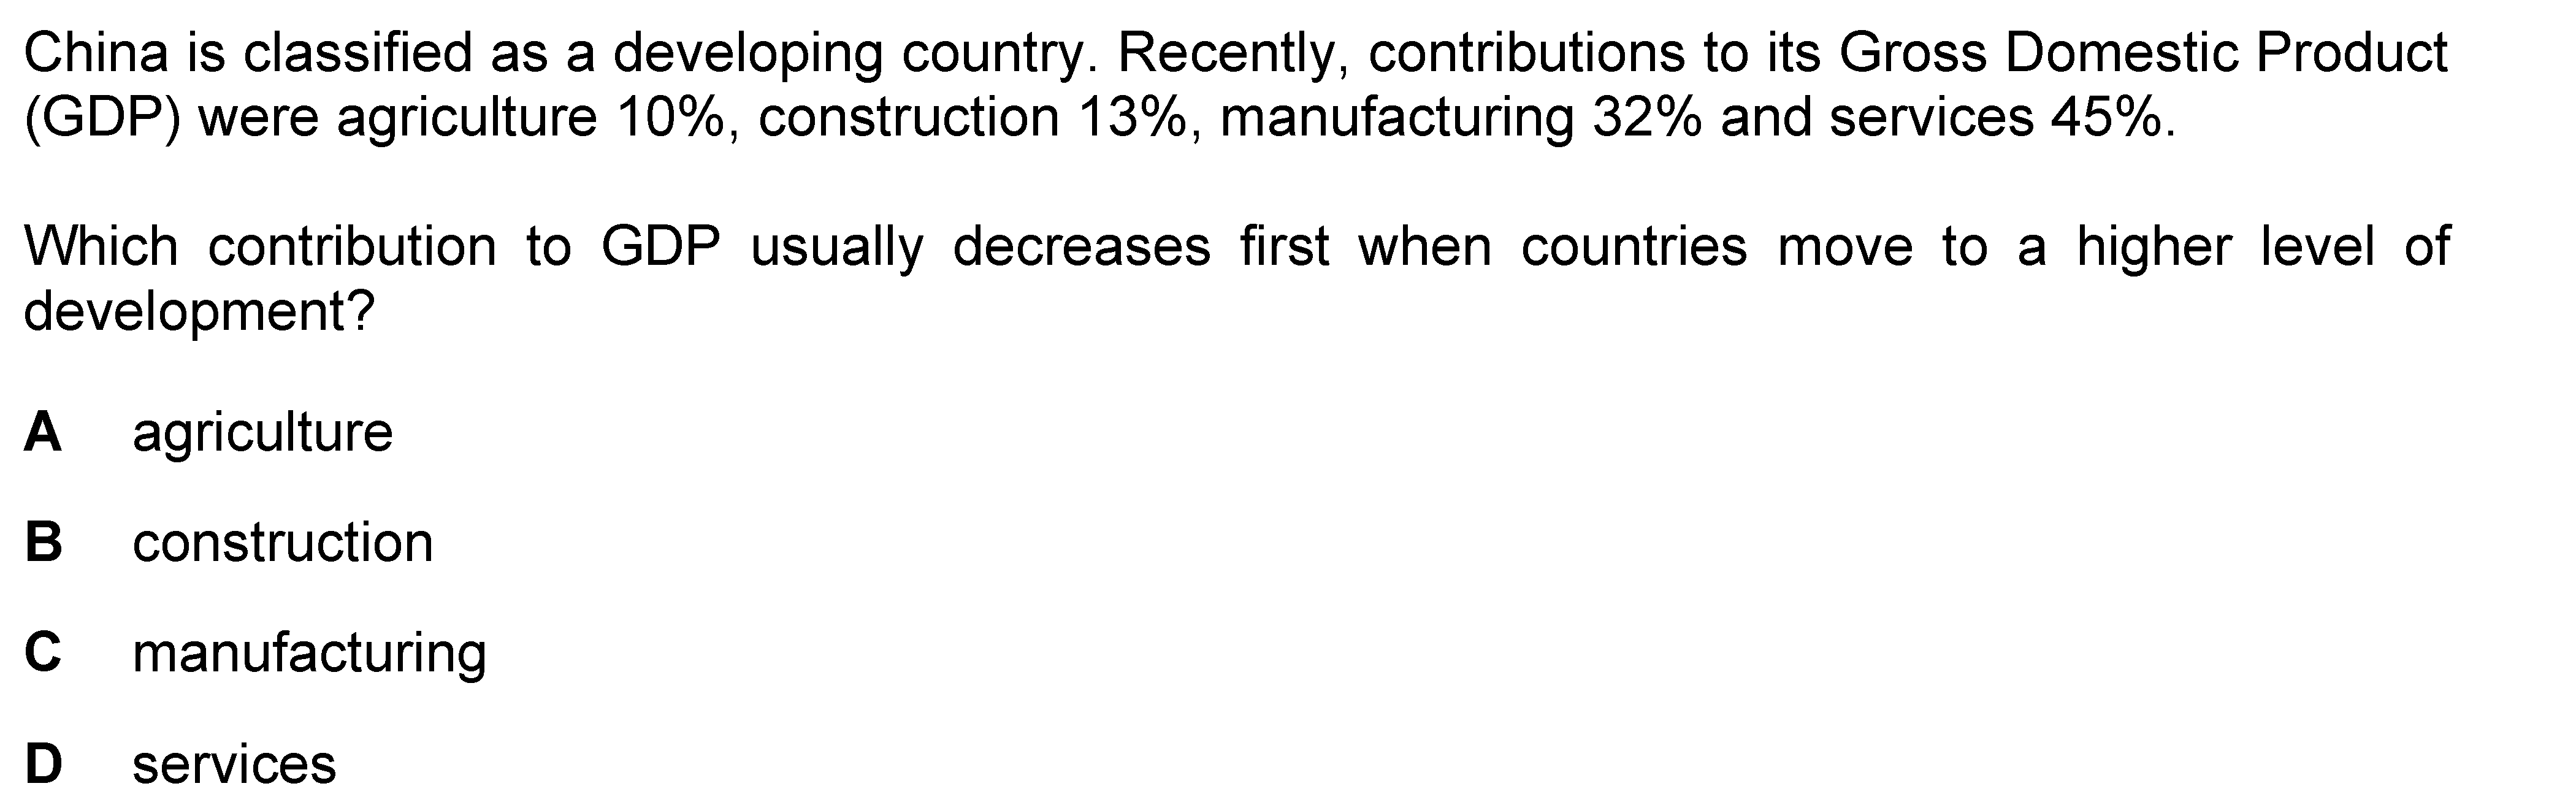 China is classified as a developing country. Recently, contributions to its Gross Domestic Product
(GDP) were agriculture 10%, construction 13%, manufacturing 32% and services 45%.
Which contribution to GDP usually decreases first when countries move to a higher level of
development?
A agriculture
B construction
C manufacturing
D services